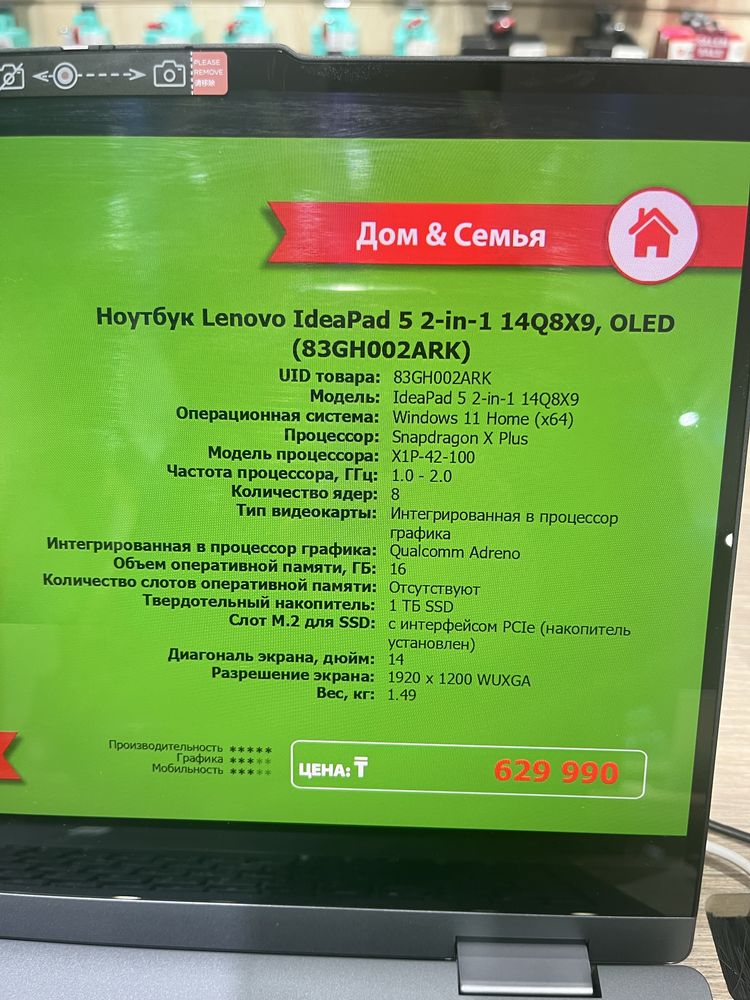 PLEASE
REMOVE
请移除
Дом & Семья
Ноутбук Lenovo IdeaPad 5 2-in-1 14Q8X9, OLED
(83GH002ARK)
UID товара: 83GH002ARK
Модель: IdeaPad 5 2-in-1 14Q8X9
Операционная система: Windows 11 Home (x64)
Процессор: Snapdragon X Plus
Модель процессора: X1P-42-100
Частота процессора, ГГц: 1.0 - 2.0
Количество ядер: 8
Тип видеокарты: Интегрированная в процессор
графика
Интегрированная в процессор графика: Qualcomm Adreno
Объем оперативной памяти, ГБ: 16
Количество слотов оперативной памяти: Отсутствуют
Твердотельный накопитель: 1 ТБ SSD
Слот M.2 для SSD: с интерфейсом PCIe (накопитель
установлен)
Диагональ экрана, дюйм: 14
Разрешение экрана: 1920 x 1200 WUXGA
Вес, кг: 1.49
Производительность *****
Графика *****
Мобильность *****
ЦЕНА: ₸ 629 990